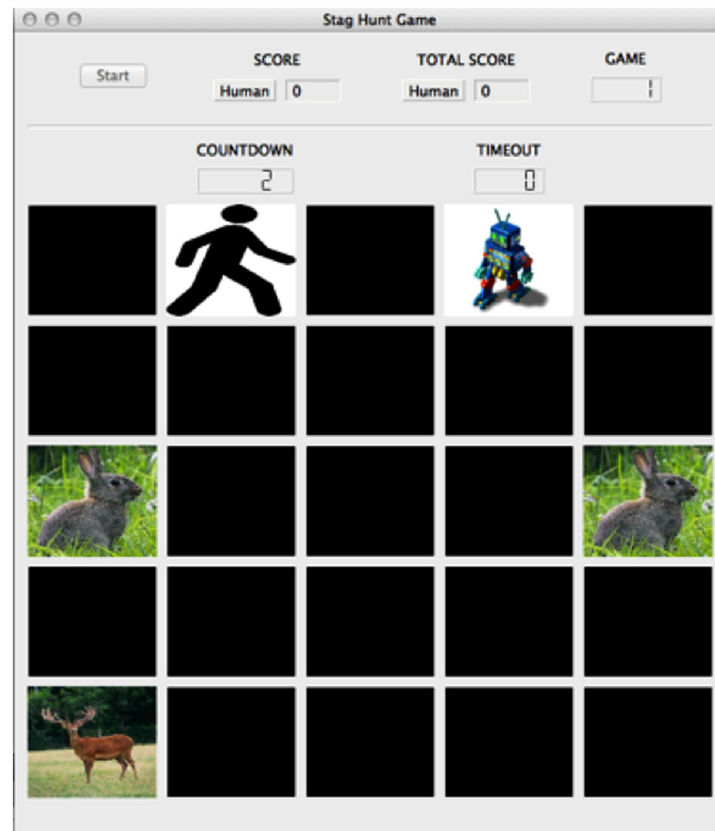 Stag Hunt Game
Start
SCORE
Human 0
TOTAL SCORE
Human 0
GAME
1
COUNTDOWN
2
TIMEOUT
0